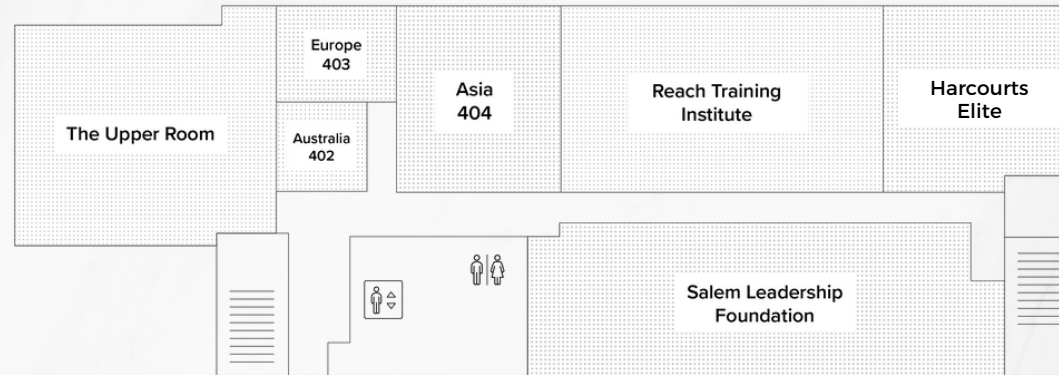 The Upper Room
Europe
403
Australia
402
Asia
404
Reach Training
Institute
Harcourts
Elite
Salem Leadership
Foundation